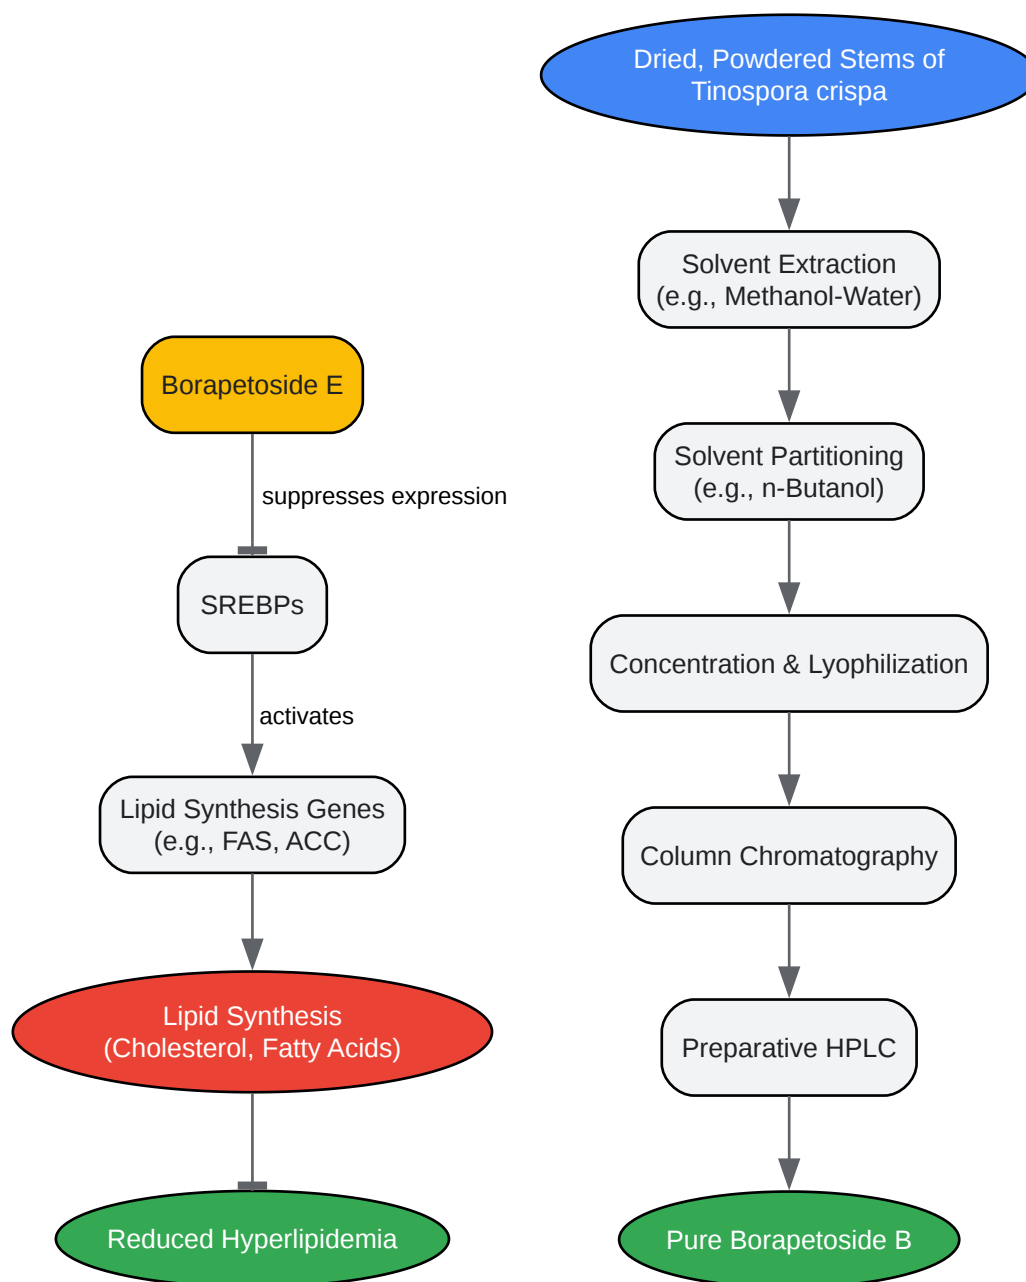 Borapetoside E
suppresses expression
SREBPs
activates
Lipid Synthesis Genes
(e.g., FAS, ACC)
Lipid Synthesis
(Cholesterol, Fatty Acids)
Reduced Hyperlipidemia
Dried, Powdered Stems of
Tinospora crispa
Solvent Extraction
(e.g., Methanol-Water)
Solvent Partitioning
(e.g., n-Butanol)
Concentration & Lyophilization
Column Chromatography
Preparative HPLC
Pure Borapetoside B